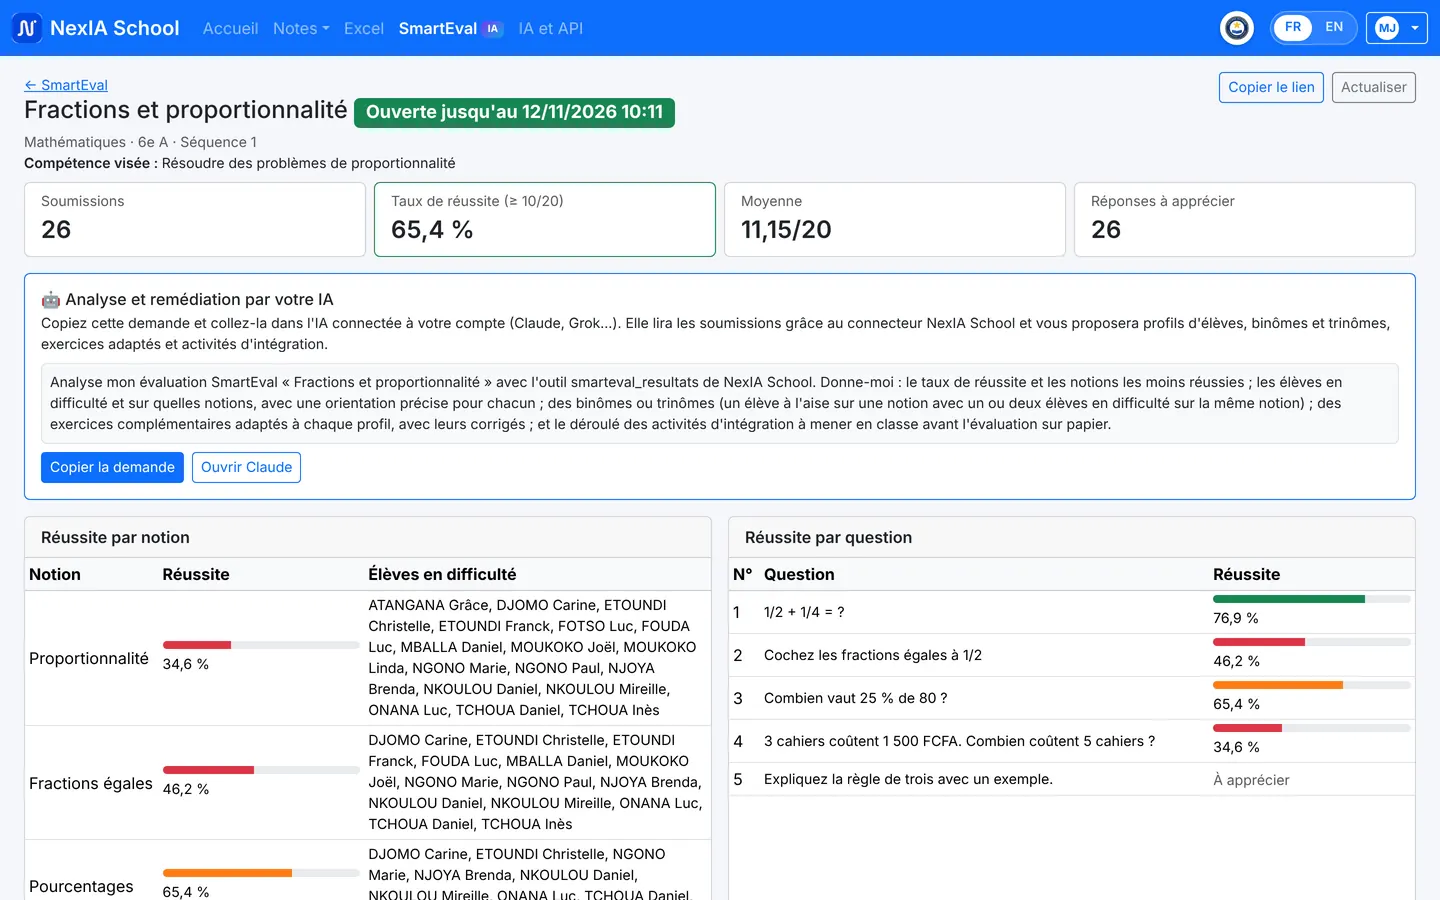 NexIA School
Accueil
Notes
Excel
SmartEval IA
IA et API
FR
EN
MJ
← SmartEval
Copier le lien
Actualiser
Fractions et proportionnalité
Ouverte jusqu'au 12/11/2026 10:11
Mathématiques · 6e A · Séquence 1
Compétence visée : Résoudre des problèmes de proportionnalité
Soumissions
26
Taux de réussite (≥ 10/20)
65,4 %
Moyenne
11,15/20
Réponses à apprécier
26
🤖 Analyse et remédiation par votre IA
Copiez cette demande et collez-la dans l'IA connectée à votre compte (Claude, Grok…). Elle lira les soumissions grâce au connecteur NexIA School et vous proposera profils d'élèves, binômes et trinômes,
exercices adaptés et activités d'intégration.
Analyse mon évaluation SmartEval « Fractions et proportionnalité » avec l'outil smarteval_resultats de NexIA School. Donne-moi : le taux de réussite et les notions les moins réussies ; les élèves en
difficulté et sur quelles notions, avec une orientation précise pour chacun ; des binômes ou trinômes (un élève à l'aise sur une notion avec un ou deux élèves en difficulté sur la même notion) ; des
exercices complémentaires adaptés à chaque profil, avec leurs corrigés ; et le déroulé des activités d'intégration à mener en classe avant l'évaluation sur papier.
Copier la demande
Ouvrir Claude
Réussite par notion
Notion Réussite Élèves en difficulté
Proportionnalité
34,6 %
ATANGANA Grâce, DJOMO Carine, ETOUNDI
Christelle, ETOUNDI Franck, FOTSO Luc, FOUDA
Luc, MBALLA Daniel, MOUKOKO Joël, MOUKOKO
Linda, NGONO Marie, NGONO Paul, NJOYA
Brenda, NKOULOU Daniel, NKOULOU Mireille,
ONANA Luc, TCHOUA Daniel, TCHOUA Inès
Fractions égales
46,2 %
DJOMO Carine, ETOUNDI Christelle, ETOUNDI
Franck, FOUDA Luc, MBALLA Daniel, MOUKOKO
Joël, NGONO Marie, NGONO Paul, NJOYA Brenda,
NKOULOU Daniel, NKOULOU Mireille, ONANA Luc,
TCHOUA Daniel, TCHOUA Inès
Pourcentages
65,4 %
DJOMO Carine, ETOUNDI Christelle, NGONO
Marie, NJOYA Brenda, NKOULOU Daniel,
NKOULOU Mireille, ONANA Luc, TCHOUA Daniel,
Réussite par question
N° Question Réussite
1 1/2 + 1/4 = ?
76,9 %
2 Cochez les fractions égales à 1/2
46,2 %
3 Combien vaut 25 % de 80 ?
65,4 %
4 3 cahiers coûtent 1 500 FCFA. Combien coûtent 5 cahiers ?
34,6 %
5 Expliquez la règle de trois avec un exemple.
À apprécier